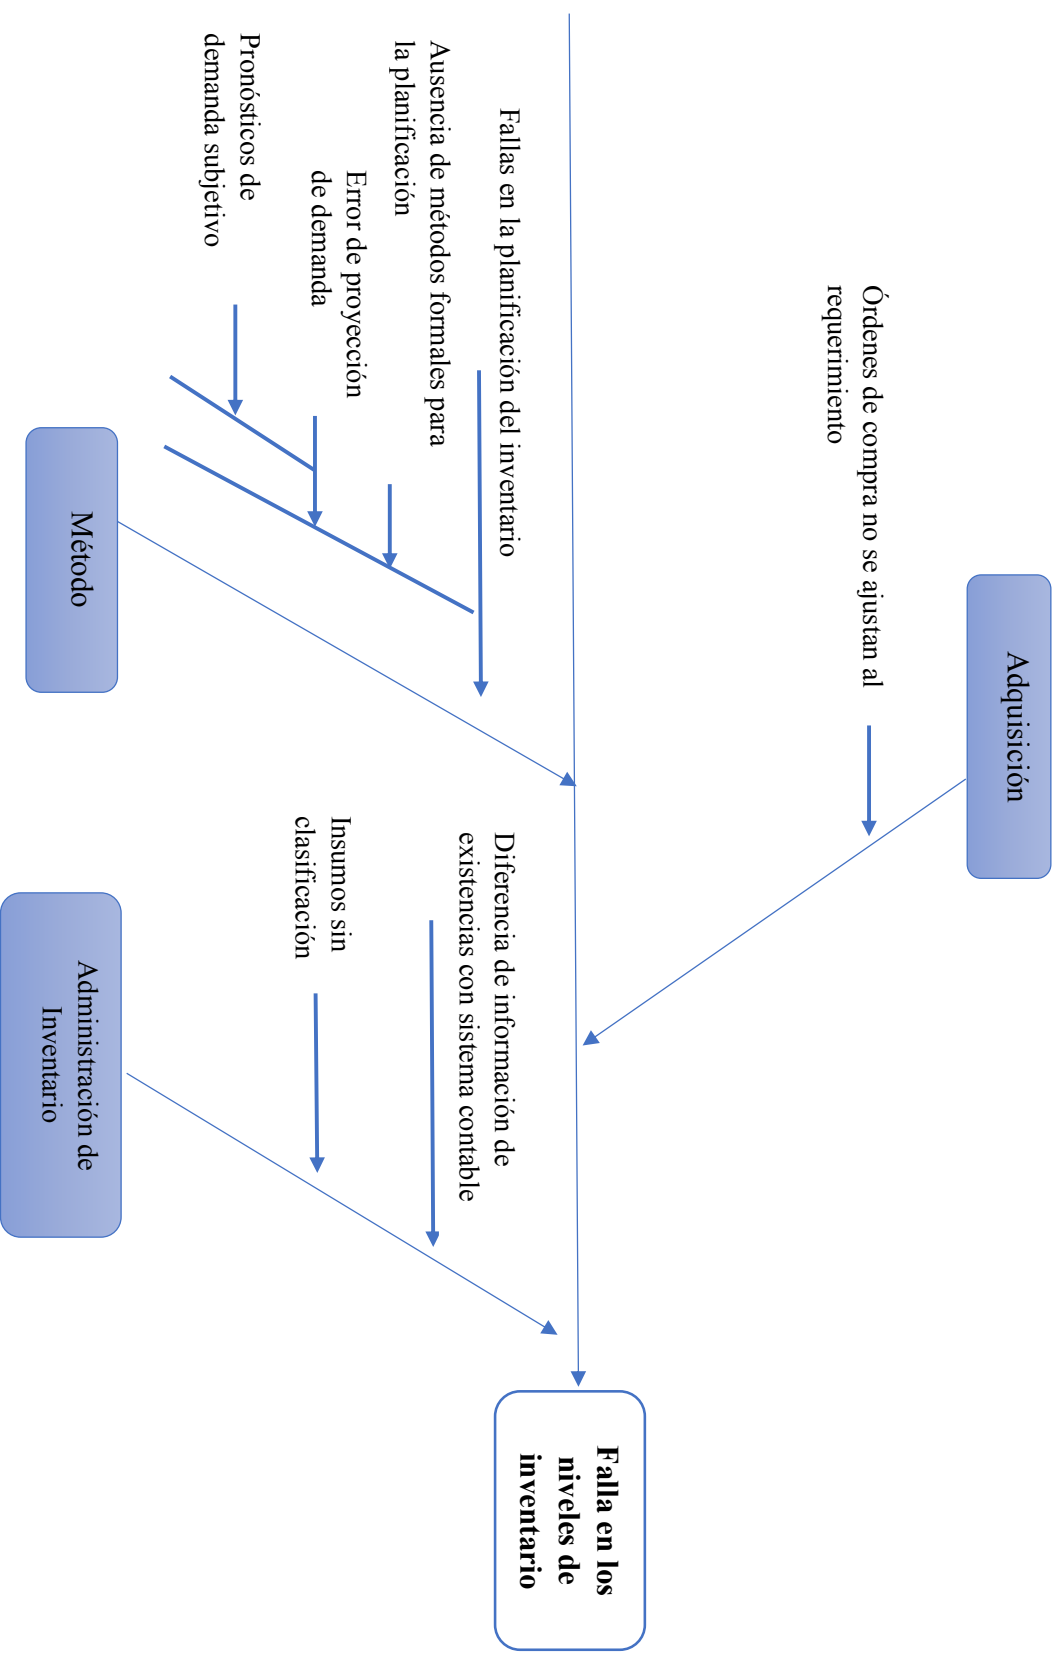 Adquisición
Órdenes de compra no se ajustan al
requerimiento
Fallas en la planificación del inventario
Ausencia de métodos formales para
la planificación
Error de proyección
de demanda
Pronósticos de
demanda subjetivo
Método
Diferencia de información de
existencias con sistema contable
Insumos sin
clasificación
Administración de
Inventario
Falla en los
niveles de
inventario